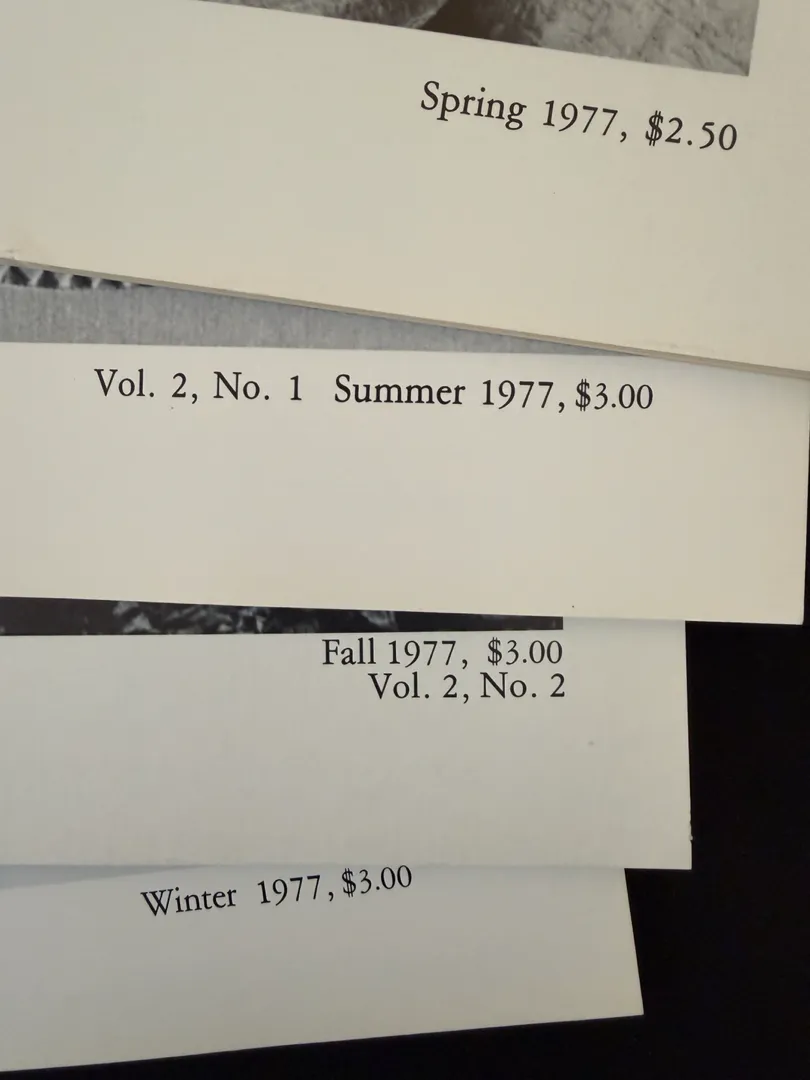 Spring 1977, $2.50
Vol. 2, No. 1 Summer 1977, $3.00
Fall 1977, $3.00
Vol. 2, No. 2
Winter 1977, $3.00